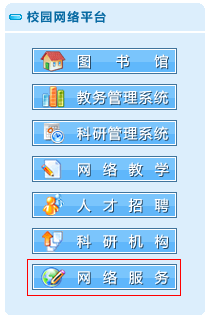 校园网络平台
图 书 馆
教务管理系统
科研管理系统
网 络 教 学
人 才 招 聘
科 研 机 构
网 络 服 务